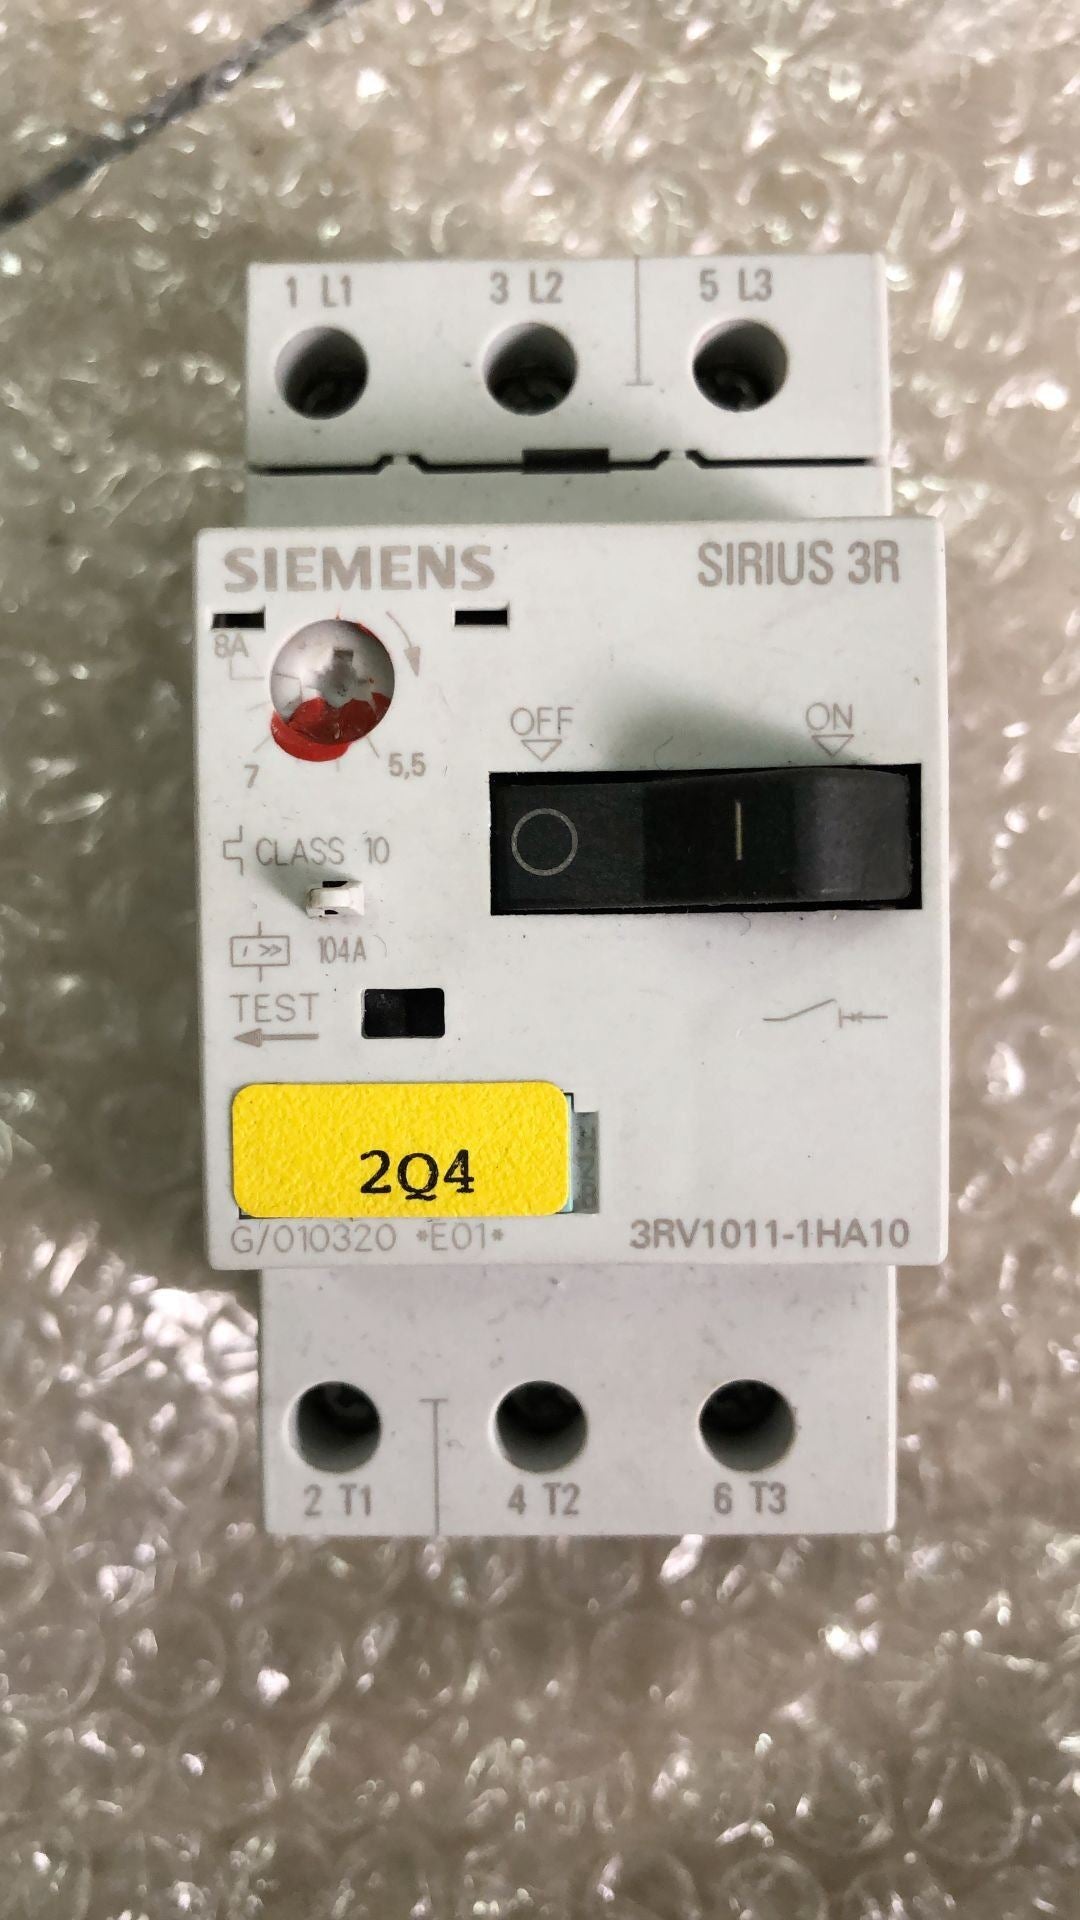 1 L1 3 L2 5 L3
SIEMENS SIRIUS 3R
8A
OFF ON
7 5,5
CLASS 10
I >> 104A
TEST
2Q4
G/010320 *E01* 3RV1011-1HA10
2 T1 4 T2 6 T3